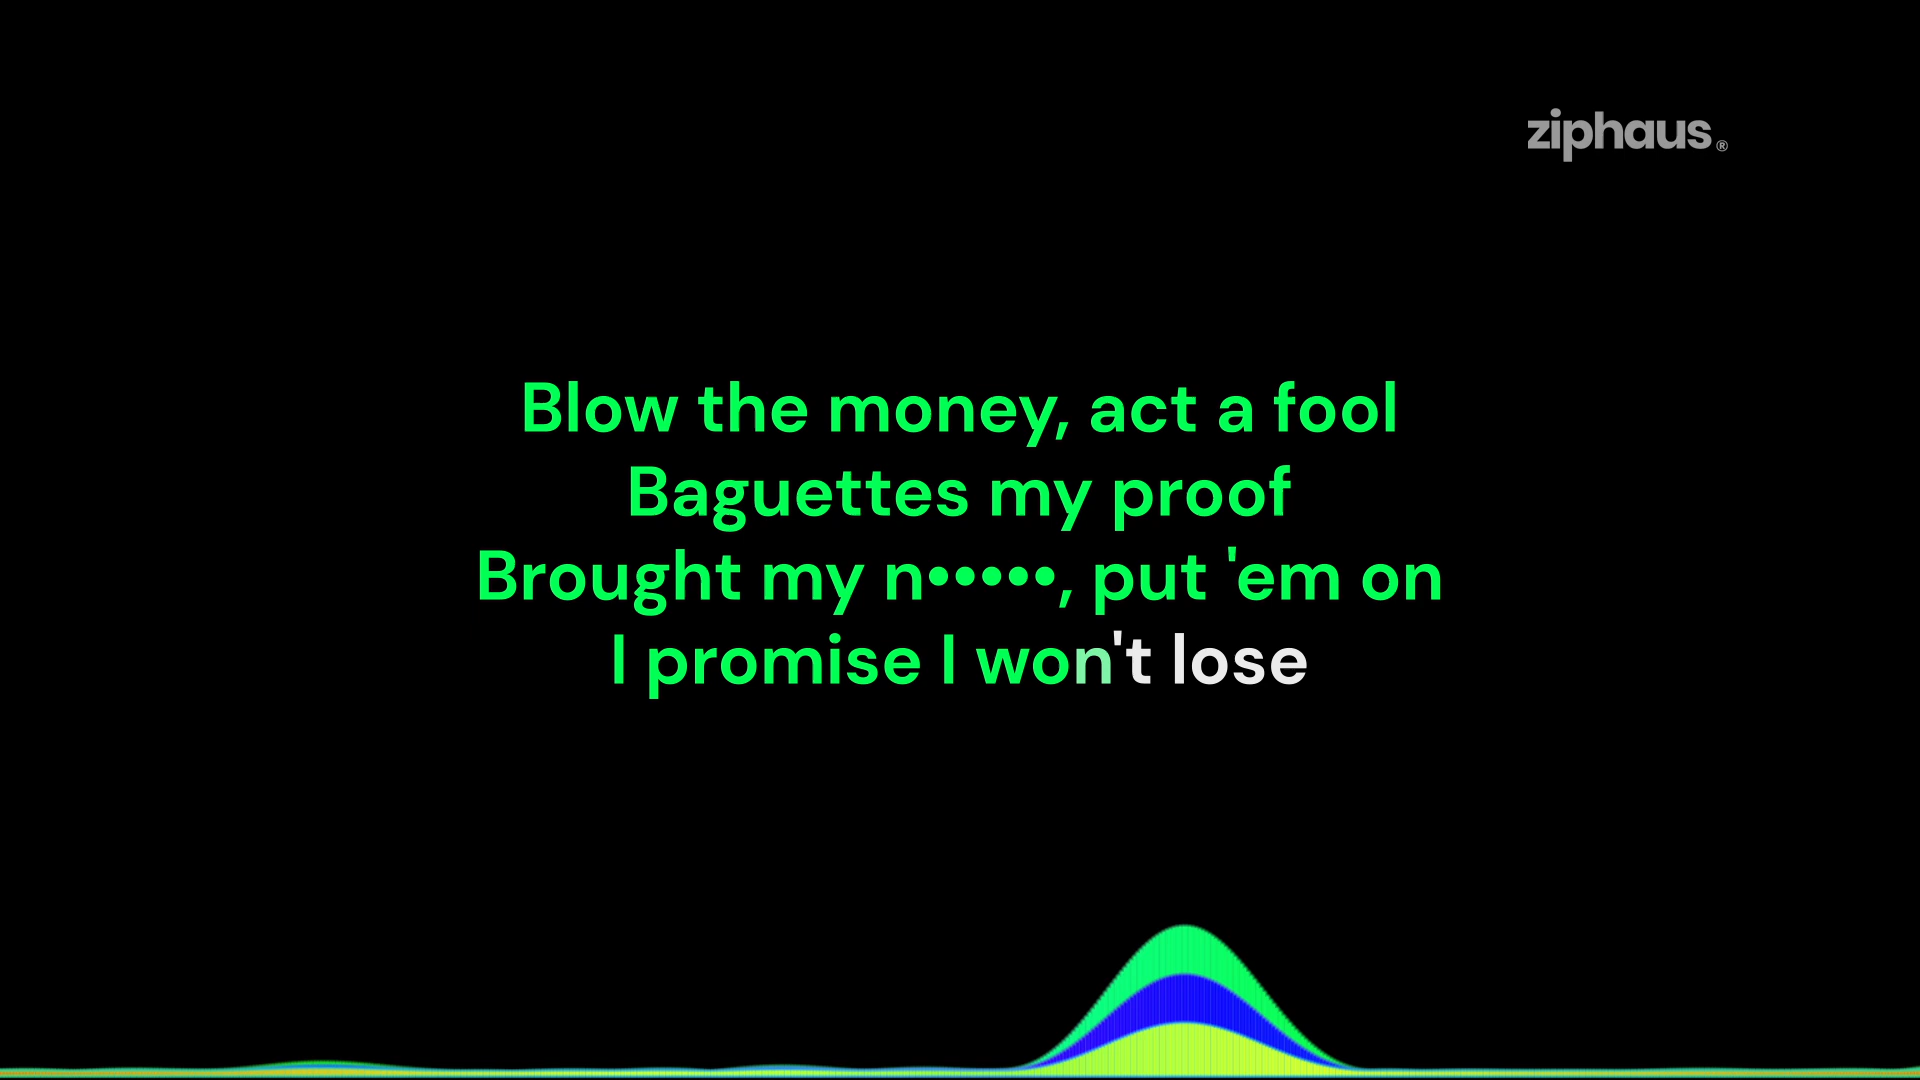 ziphaus®
Blow the money, act a fool
Baguettes my proof
Brought my n•••••, put 'em on
I promise I won't lose